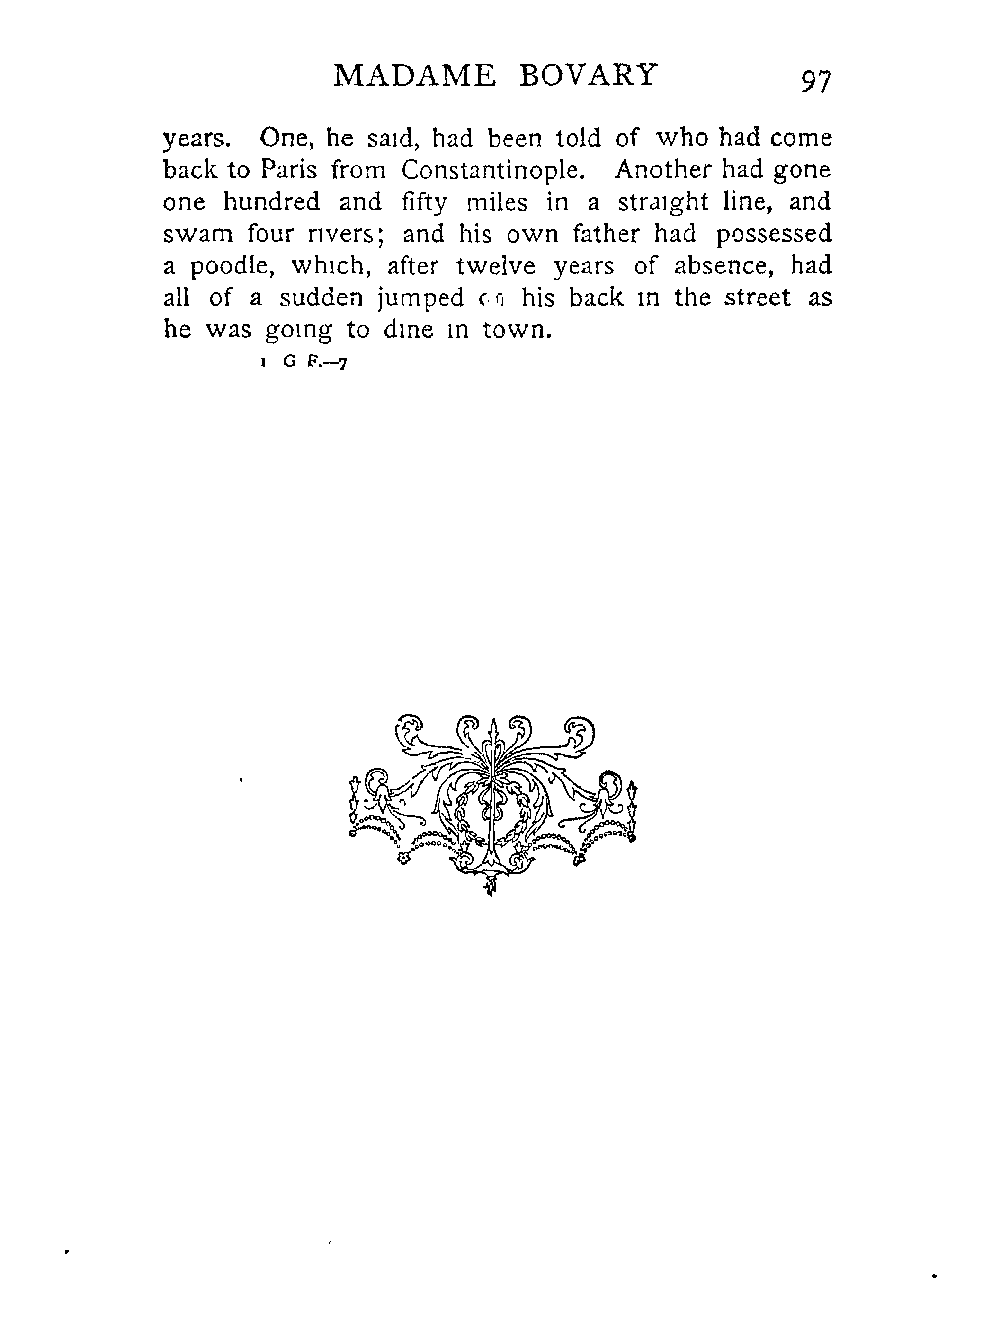 MADAME BOVARY 97
years. One, he said, had been told of who had come
back to Paris from Constantinople. Another had gone
one hundred and fifty miles in a straight line, and
swam four rivers; and his own father had possessed
a poodle, which, after twelve years of absence, had
all of a sudden jumped on his back in the street as
he was going to dine in town.
1 G F.—7